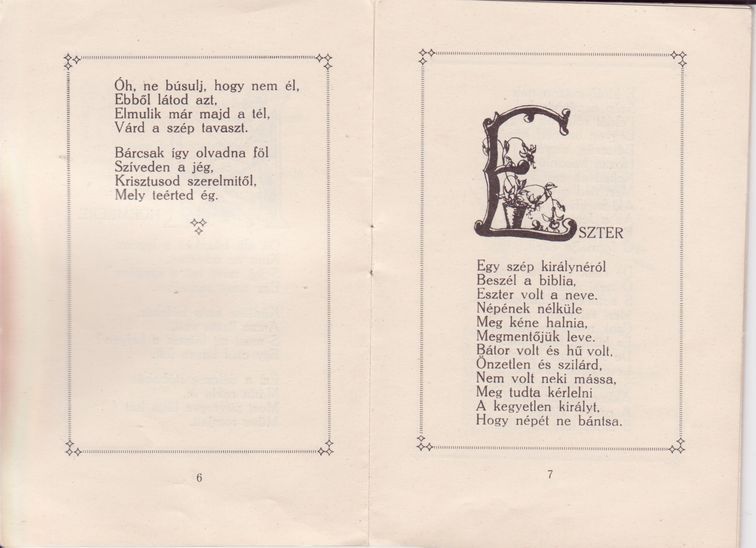 Óh, ne búsulj, hogy nem él,
Ebből látod azt,
Elmulik már majd a tél,
Várd a szép tavaszt.
Bárcsak így olvadna föl
Szíveden a jég,
Krisztusod szerelmitől,
Mely teérted ég.
6
ESZTER
Egy szép királynéról
Beszél a biblia,
Eszter volt a neve.
Népének nélküle
Meg kéne halnia,
Megmentőjük leve.
Bátor volt és hű volt,
Önzetlen és szilárd,
Nem volt neki mássa,
Meg tudta kérlelni
A kegyetlen királyt,
Hogy népét ne bántsa.
7